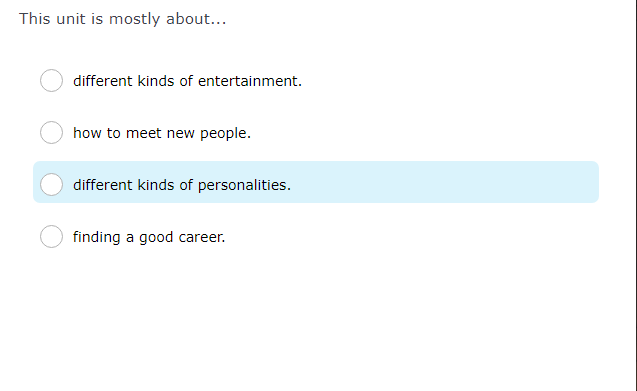 This unit is mostly about...
different kinds of entertainment.
how to meet new people.
different kinds of personalities.
finding a good career.